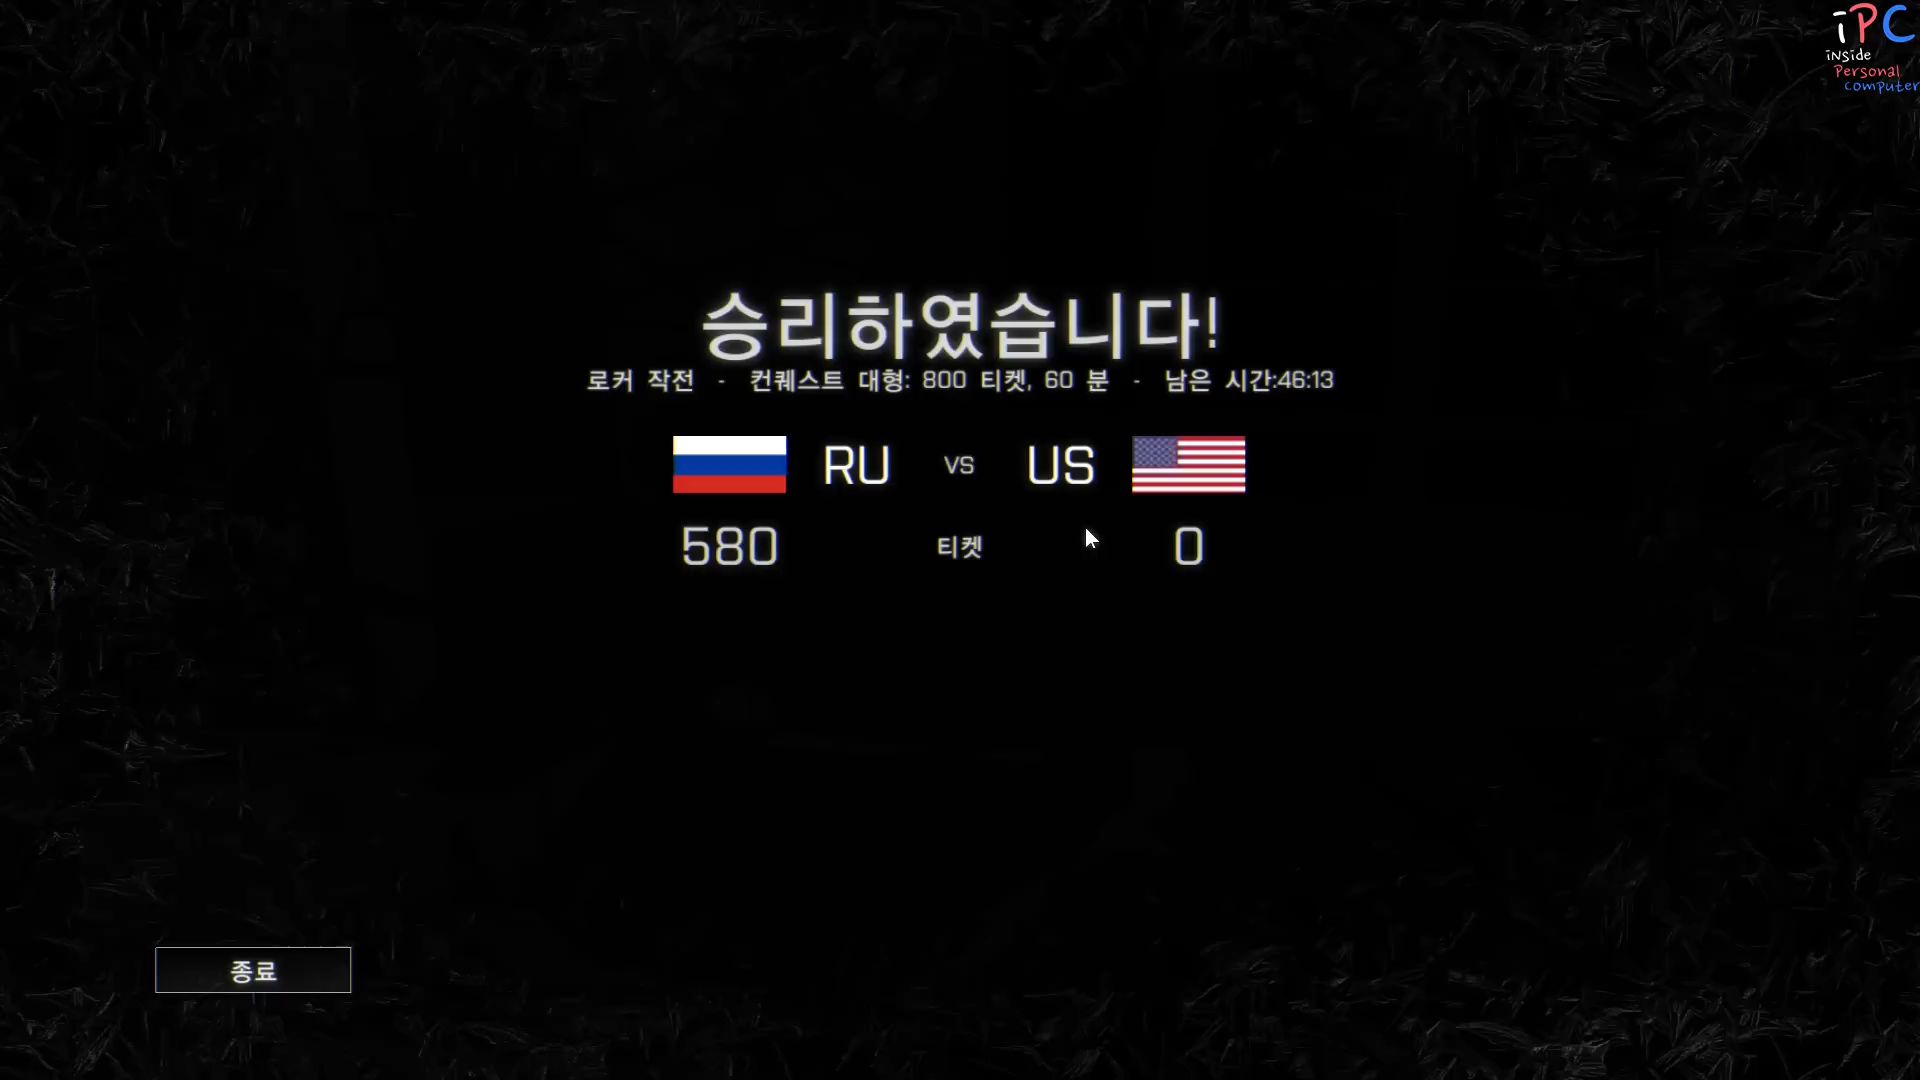 iPC
inside
Personal
Computer
승리하였습니다!
로커 작전 - 컨퀘스트 대형: 800 티켓, 60 분 - 남은 시간:46:13
RU vs US
580 티켓 0
종료